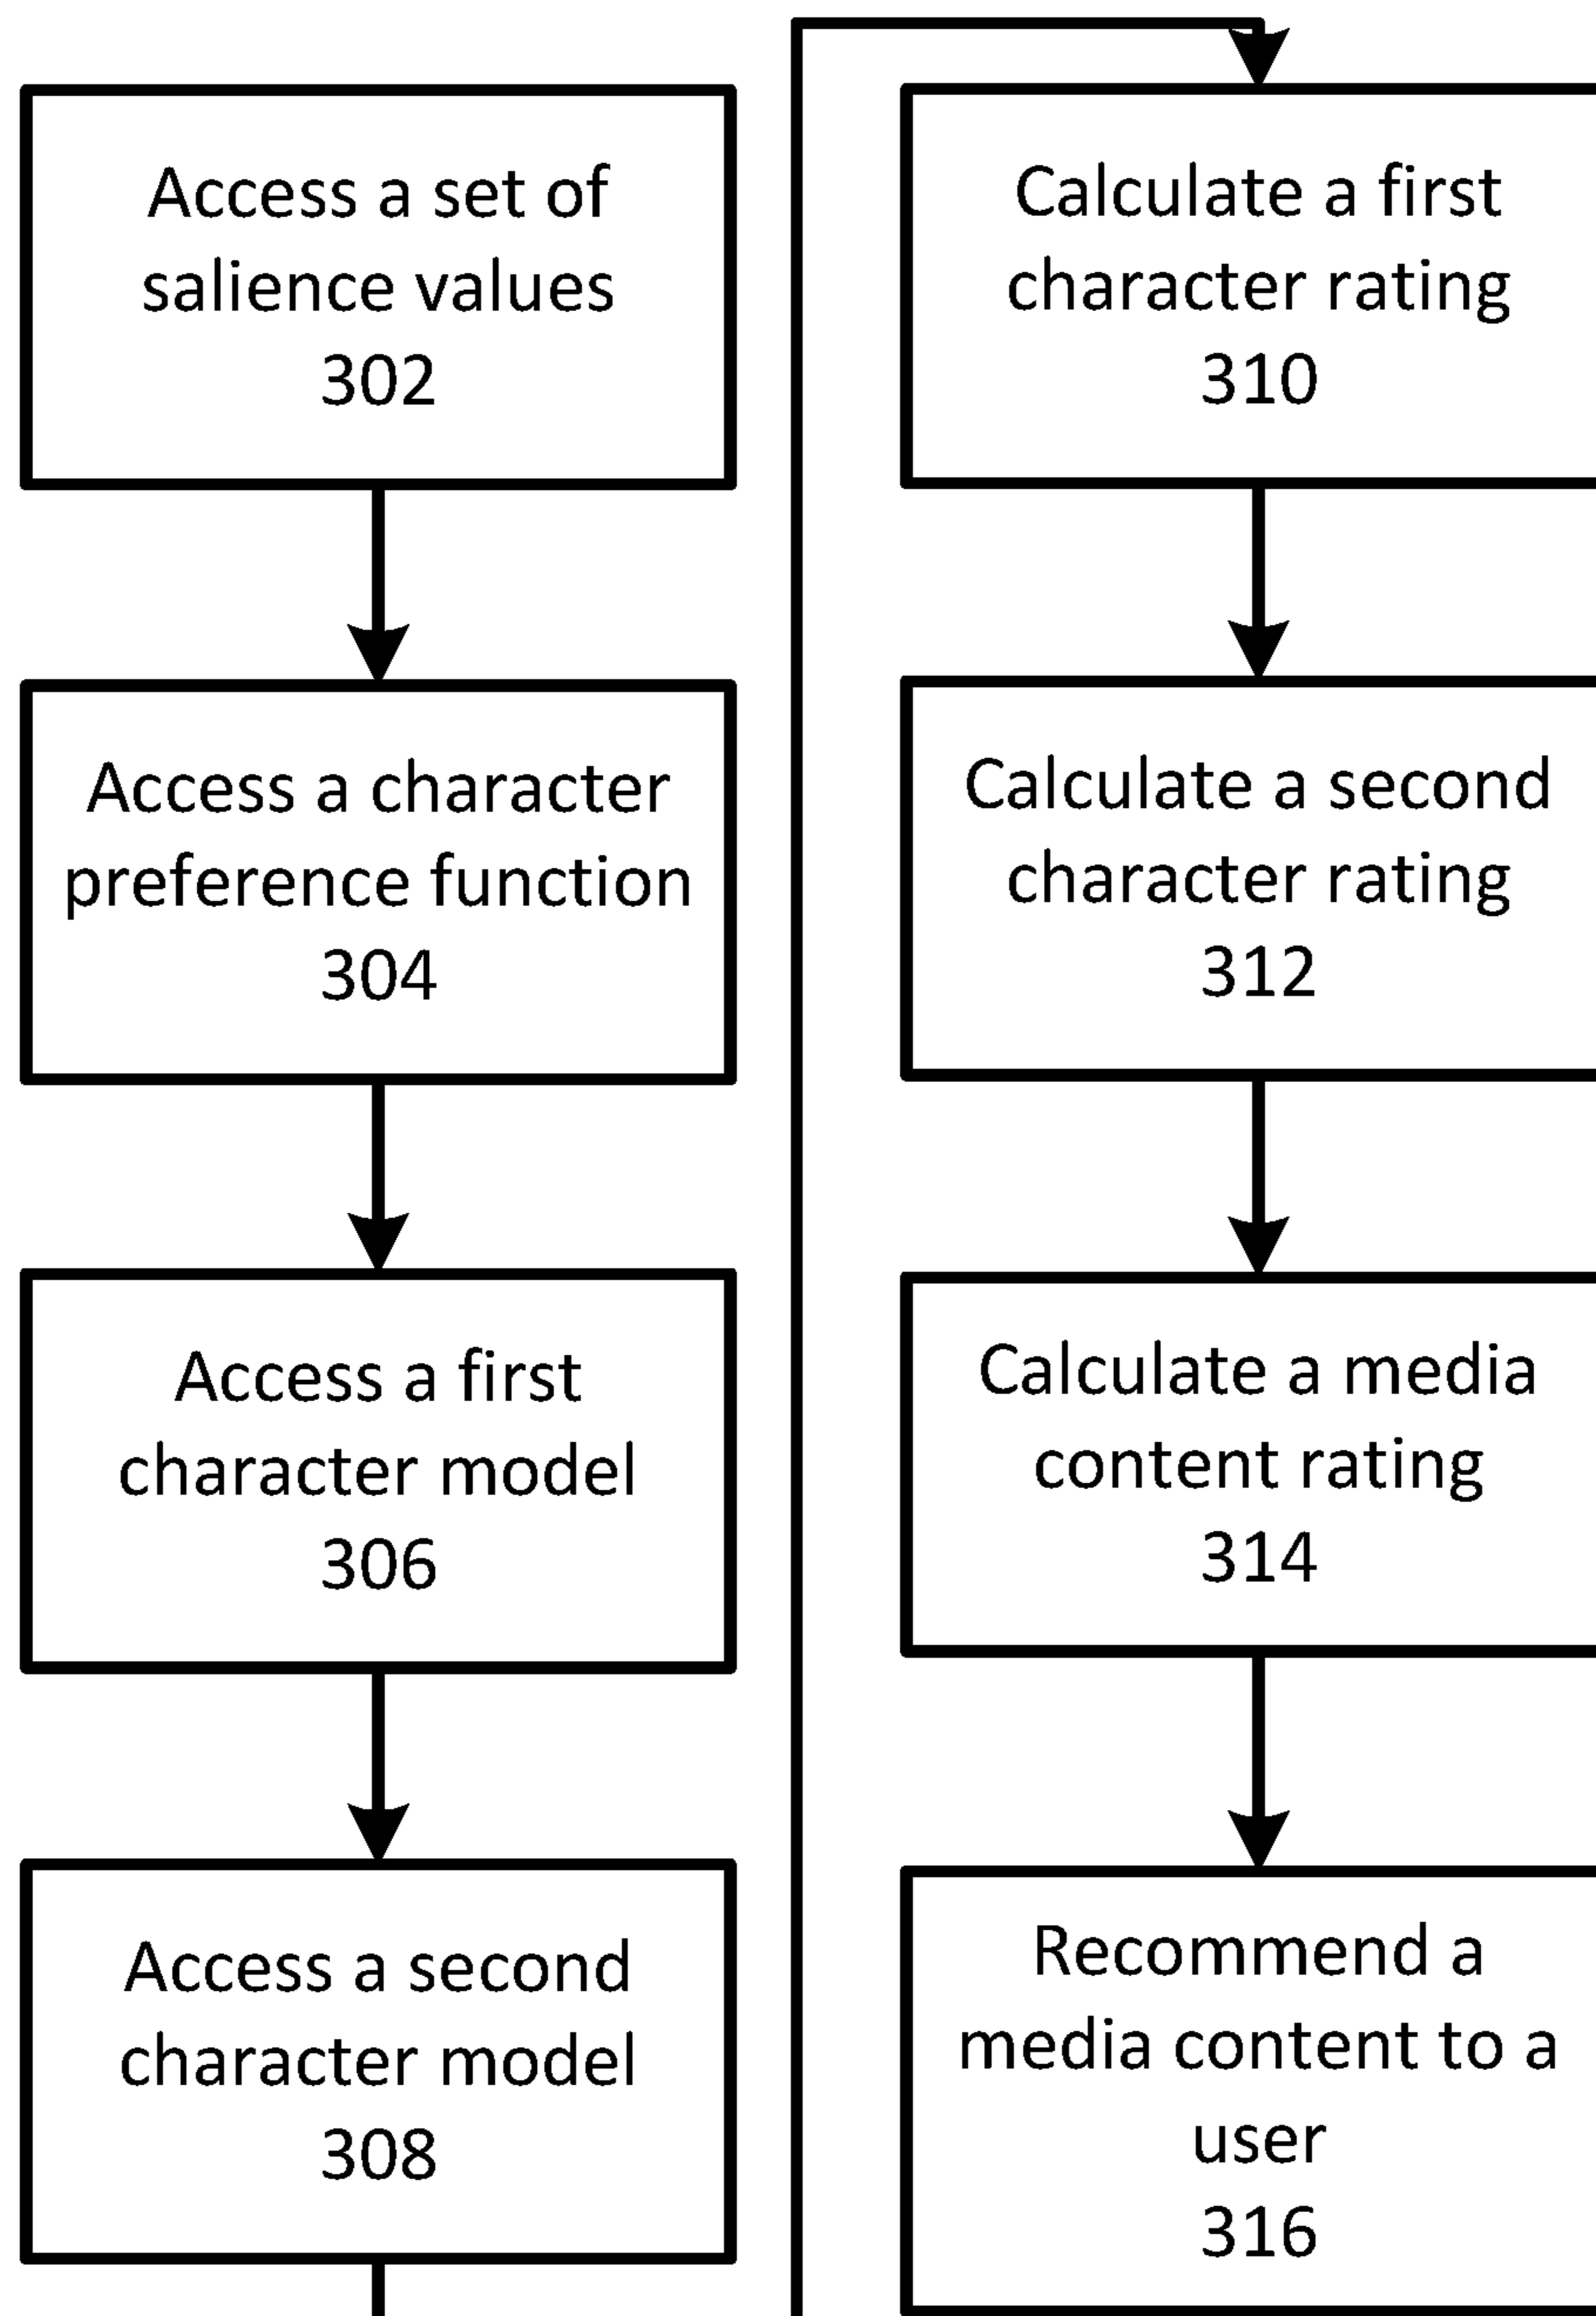 Access a set of
salience values
302
Access a character
preference function
304
Access a first
character model
306
Access a second
character model
308
Calculate a first
character rating
310
Calculate a second
character rating
312
Calculate a media
content rating
314
Recommend a
media content to a
user
316